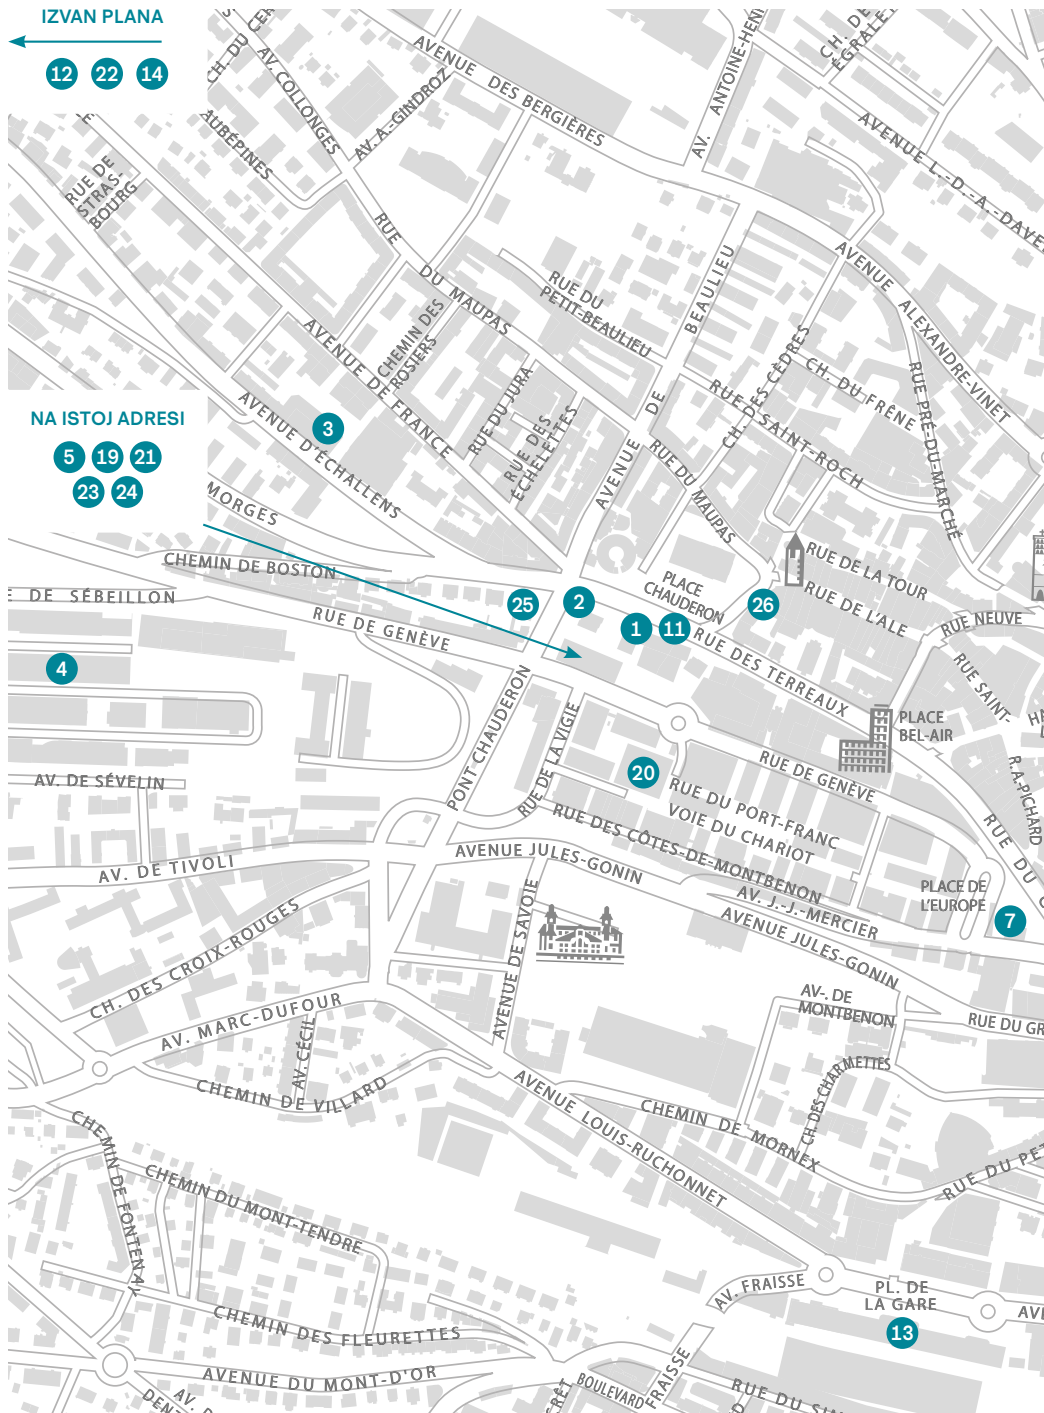 IZVAN PLANA
12 22 14
CH. DU CER
AV. COLLONGES
AVENUE DES BERGIÈRES
AV. ANTOINE-HENRI
CH. DE
ÉGRALET
AV. A.-GINDROZ
AUBÉPINES
AVENUE L.-D.-A.-DAVEL
RUE DE
STRAS-
BOURG
RUE DU MAUPAS
RUE DU
PETIT-BEAULIEU
AVENUE DE BEAULIEU
AVENUE ALEXANDRE-VINET
CHEMIN DES
ROSIERS
AVENUE DE FRANCE
CH. DES CÈDRES
CH. DU FRÊNE
RUE PRÉ-DU-MARCHÉ
RUE SAINT-ROCH
RUE DU JURA
RUE DES
ÉCHELETTES
NA ISTOJ ADRESI
5 19 21
23 24
3
AVENUE D'ÉCHALLENS
RUE DU MAUPAS
MORGES
CHEMIN DE BOSTON
RUE DE LA TOUR
RUE DE L'ALE
PLACE
CHAUDERON
E DE SÉBEILLON
RUE DE GENÈVE
25
2
1
11
26
RUE NEUVE
RUE DES TERREAUX
RUE SAINT-
4
PONT CHAUDERON
RUE DE LA VIGIE
PLACE
BEL-AIR
R. A.-PICHARD
AV. DE SÉVELIN
20
RUE DE GENÈVE
RUE DU PORT-FRANC
VOIE DU CHARIOT
RUE DES CÔTES-DE-MONTBENON
RUE DU G
AV. DE TIVOLI
AVENUE JULES-GONIN
AV. J.-J.-MERCIER
AVENUE JULES-GONIN
PLACE DE
L'EUROPE
7
AVENUE DE SAVOIE
CH. DES CROIX-ROUGES
AV. MARC-DUFOUR
AV-. DE
MONTBENON
RUE DU GR
AV. CÉCIL
CHEMIN DE VILLARD
CH. DES CHARMETTES
AVENUE LOUIS-RUCHONNET
CHEMIN DE MORNEX
RUE DU PET
CHEMIN DE FONTENAY
CHEMIN DU MONT-TENDRE
AV. FRAISSE
PL. DE
LA GARE
AVE
13
CHEMIN DES FLEURETTES
AVENUE DU MONT-D'OR
CRÊT
BOULEVARD
FRAISSE
RUE DU SIM
AV.
DENT